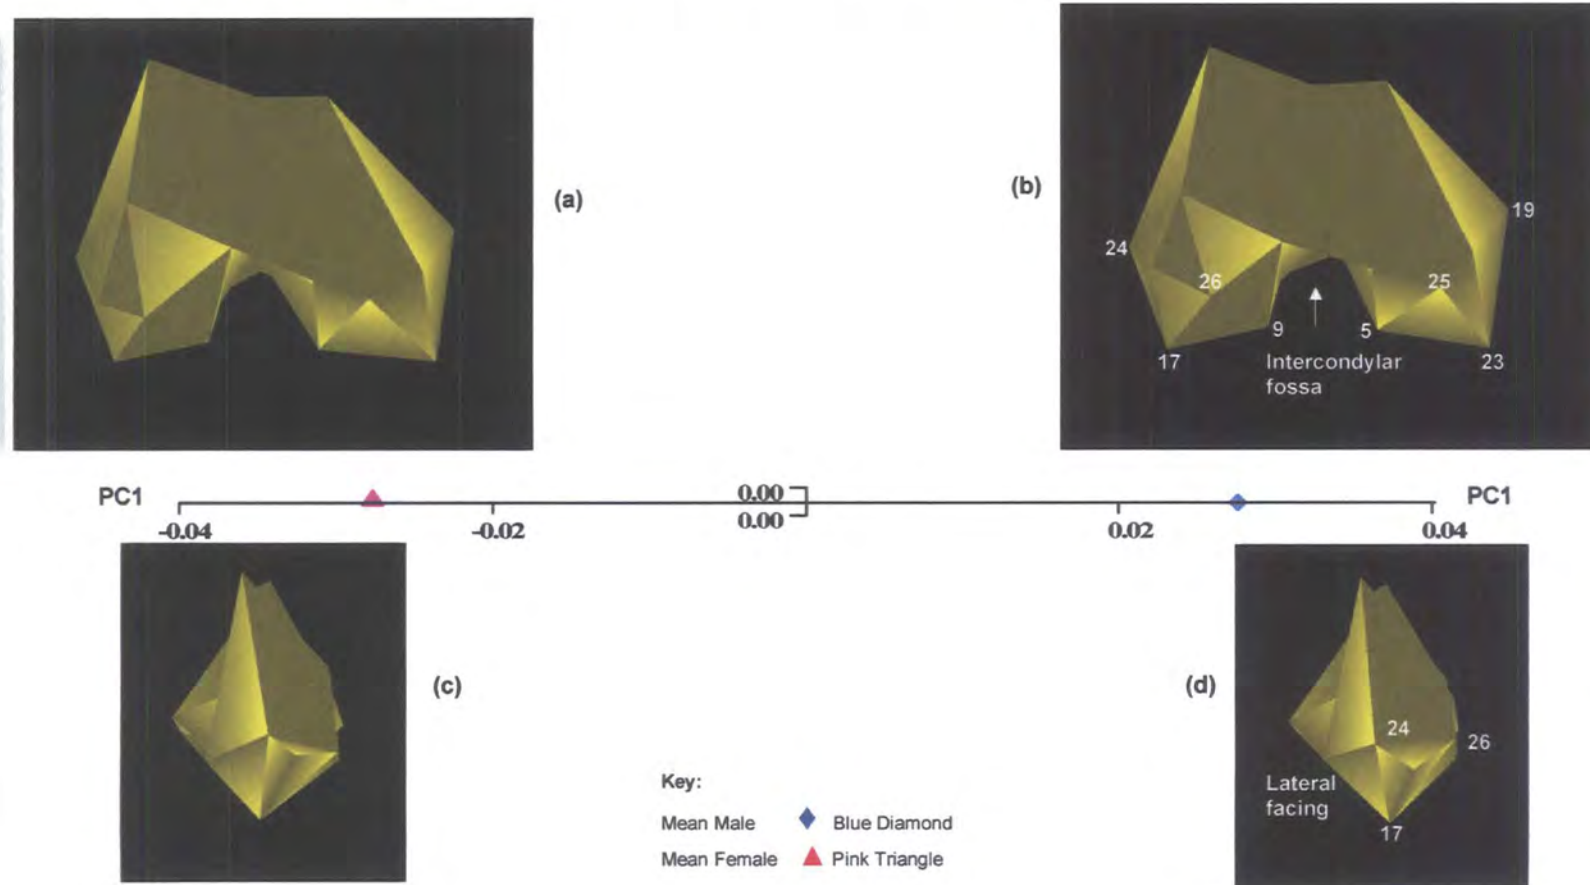 (a)
(b)
19
24
26
25
9
5
17
Intercondylar
fossa
23
PC1
0.00
PC1
0.00
-0.04
-0.02
0.02
0.04
(c)
(d)
24
26
Lateral
facing
17
Key:
Mean Male Blue Diamond
Mean Female Pink Triangle